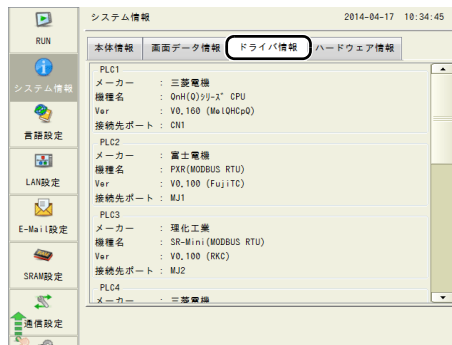 システム情報
2014-04-17 10:34:45
RUN
システム情報
言語設定
LAN設定
E-Mail設定
SRAM設定
通信設定
本体情報 画面データ情報 ドライバ情報 ハードウェア情報
PLC1
メーカー : 三菱電機
機種名 : QnH(Q)ｼﾘｰｽﾞ CPU
Ver : V0.160 (MelQHCpQ)
接続先ポート : CN1
PLC2
メーカー : 富士電機
機種名 : PXR(MODBUS RTU)
Ver : V0.100 (FujiTC)
接続先ポート : MJ1
PLC3
メーカー : 理化工業
機種名 : SR-Mini(MODBUS RTU)
Ver : V0.100 (RKC)
接続先ポート : MJ2
PLC4
メーカー : 三菱電機